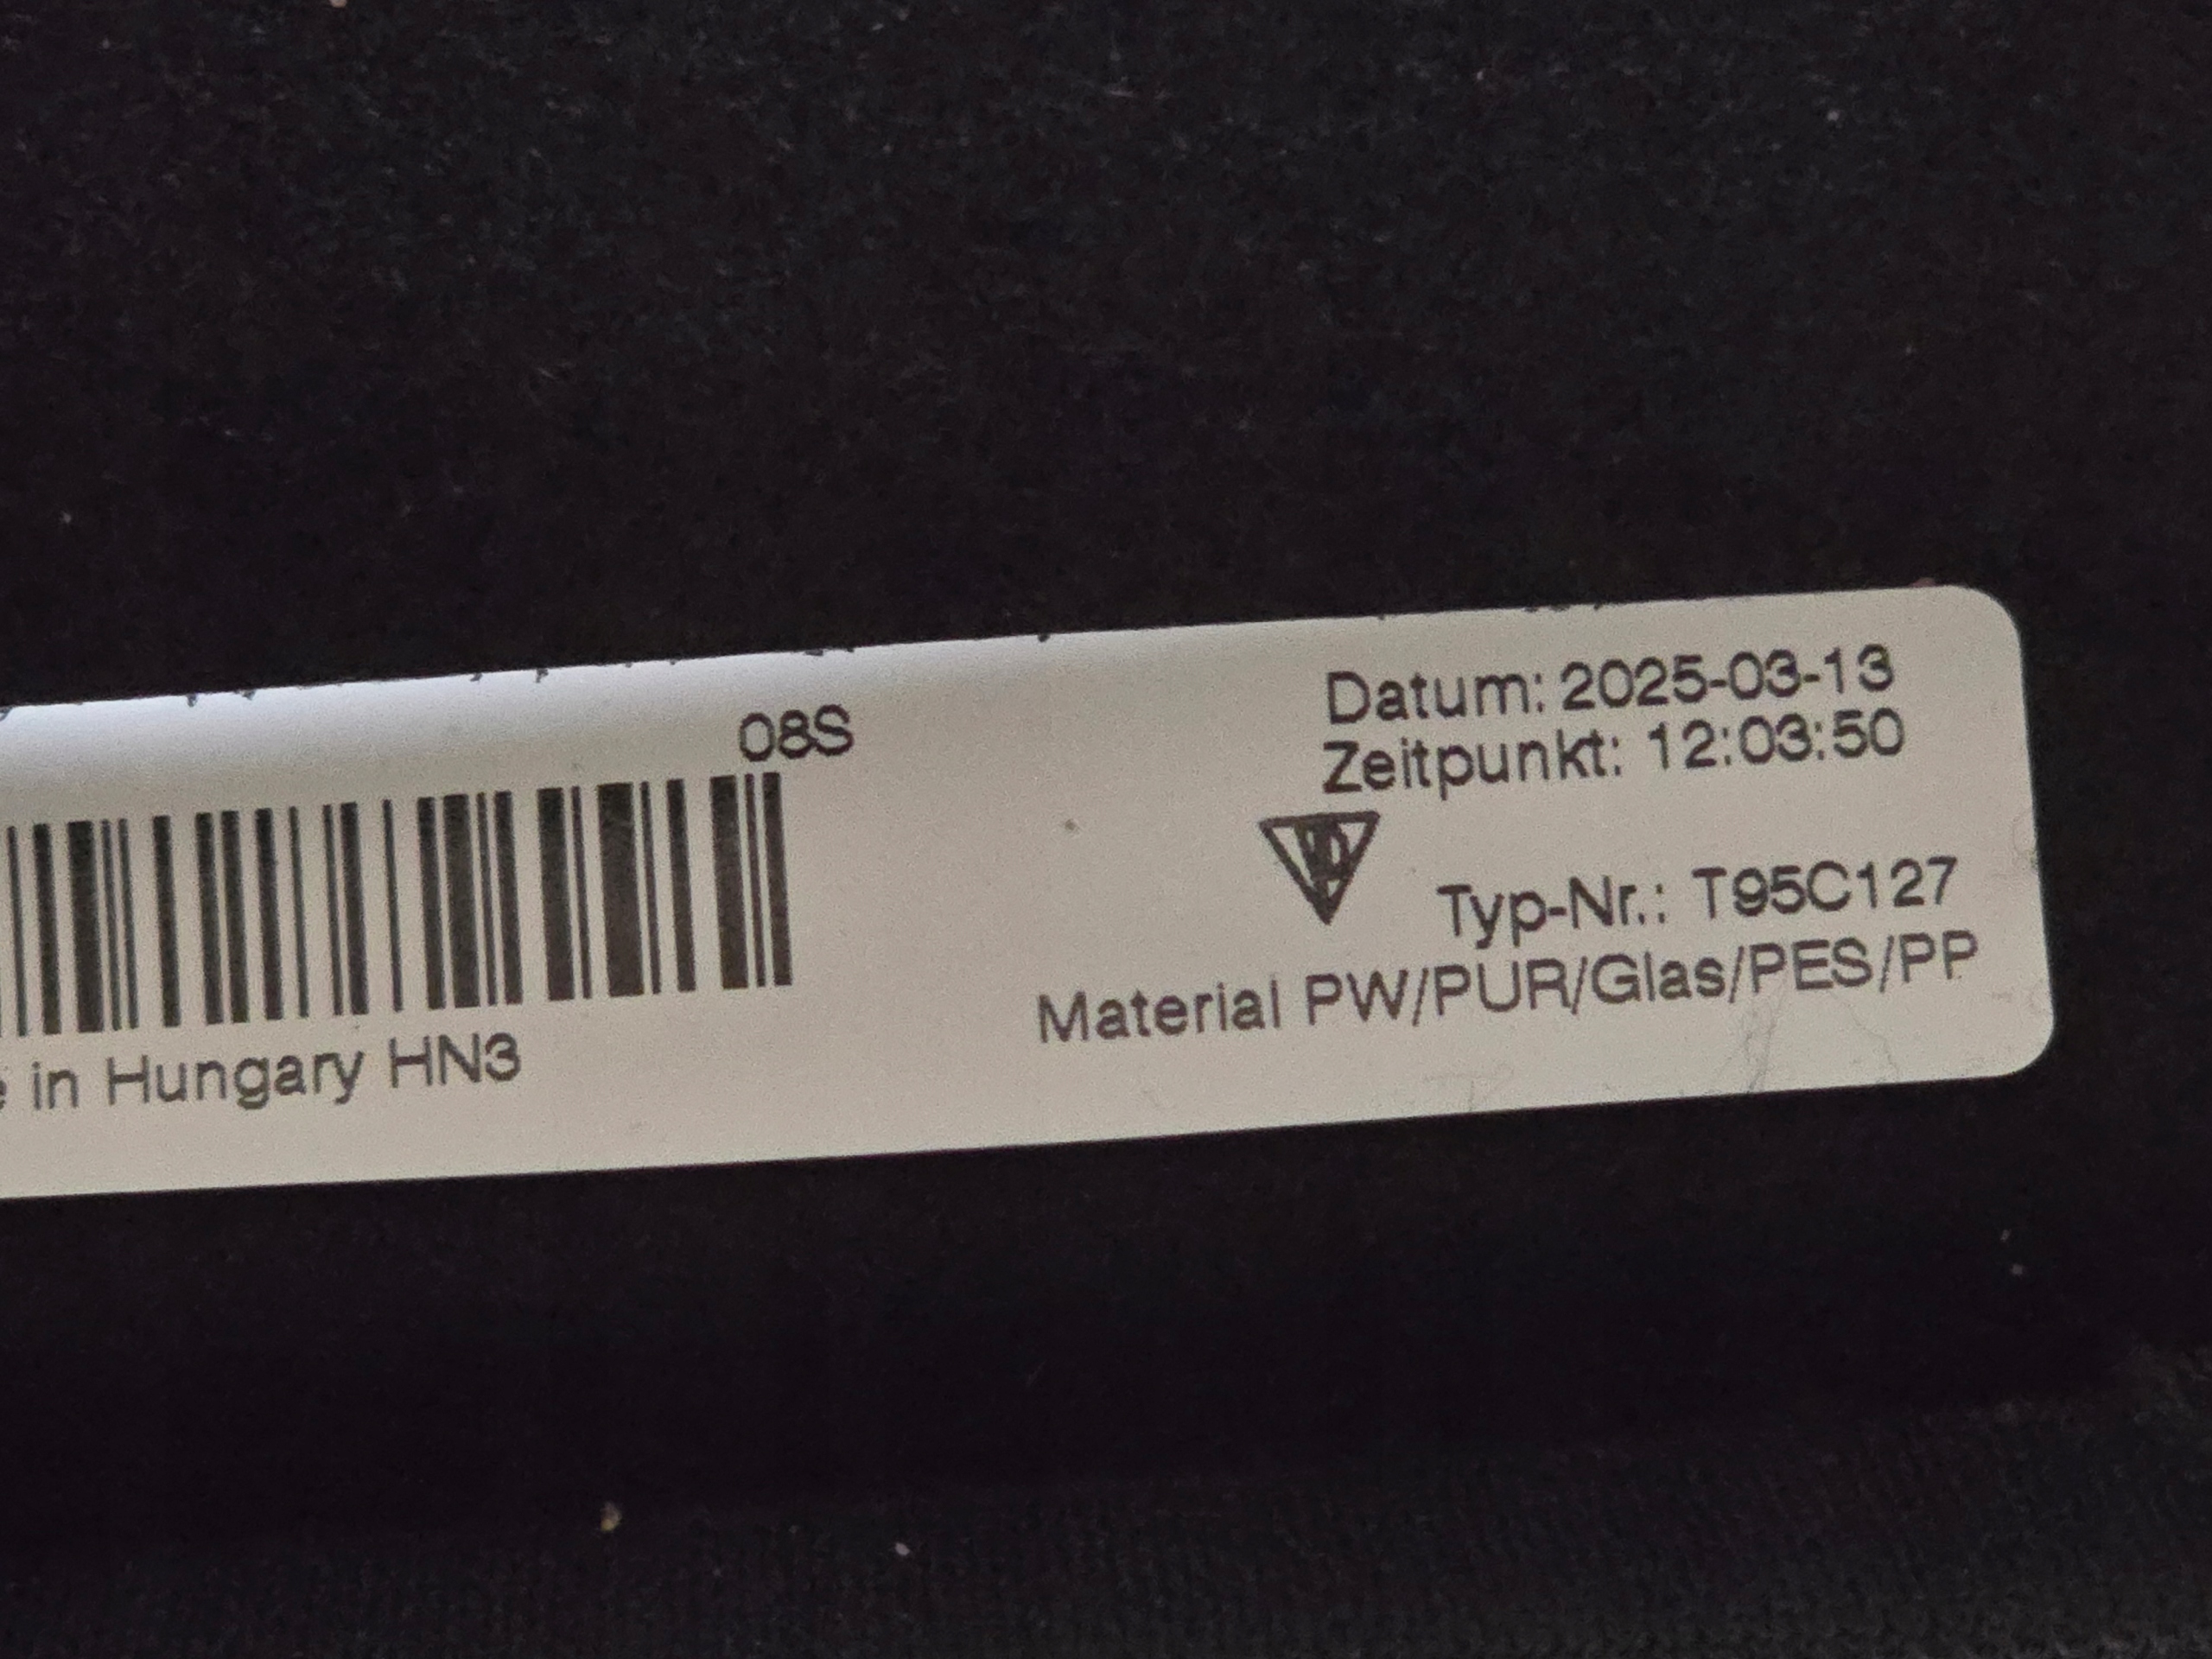 08S
in Hungary HN3
Datum: 2025-03-13
Zeitpunkt: 12:03:50
Typ-Nr.: T95C127
Material PW/PUR/Glas/PES/PP